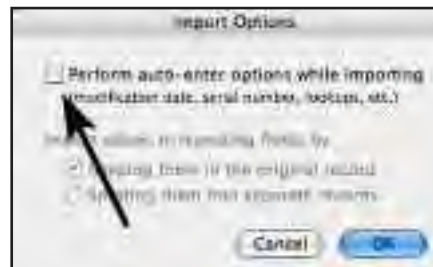 Import Options
Perform auto-enter options while importing
(modification date, serial number, lookups, etc.)
values in repeating fields by
Keeping them in the original record
Splitting them into separate records
Cancel OK